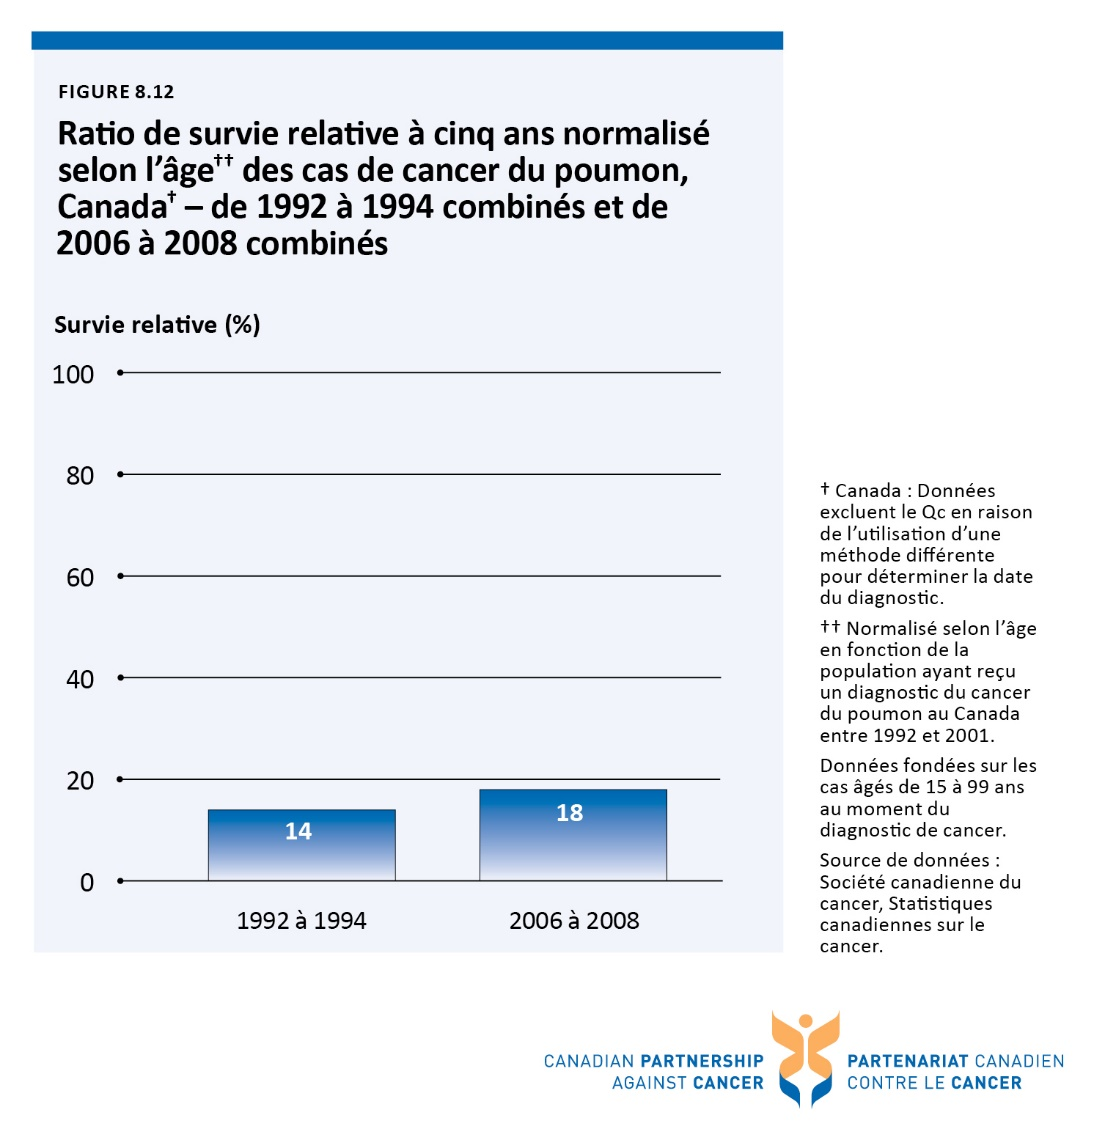 FIGURE 8.12
Ratio de survie relative à cinq ans normalisé
selon l’âge†† des cas de cancer du poumon,
Canada† – de 1992 à 1994 combinés et de
2006 à 2008 combinés
Survie relative (%)
100
80
60
40
20
0
14
18
1992 à 1994
2006 à 2008
† Canada : Données
excluent le Qc en raison
de l’utilisation d’une
méthode différente
pour déterminer la date
du diagnostic.
†† Normalisé selon l’âge
en fonction de la
population ayant reçu
un diagnostic du cancer
du poumon au Canada
entre 1992 et 2001.
Données fondées sur les
cas âgés de 15 à 99 ans
au moment du
diagnostic de cancer.
Source de données :
Société canadienne du
cancer, Statistiques
canadiennes sur le
cancer.
CANADIAN PARTNERSHIP
AGAINST CANCER
PARTENARIAT CANADIEN
CONTRE LE CANCER